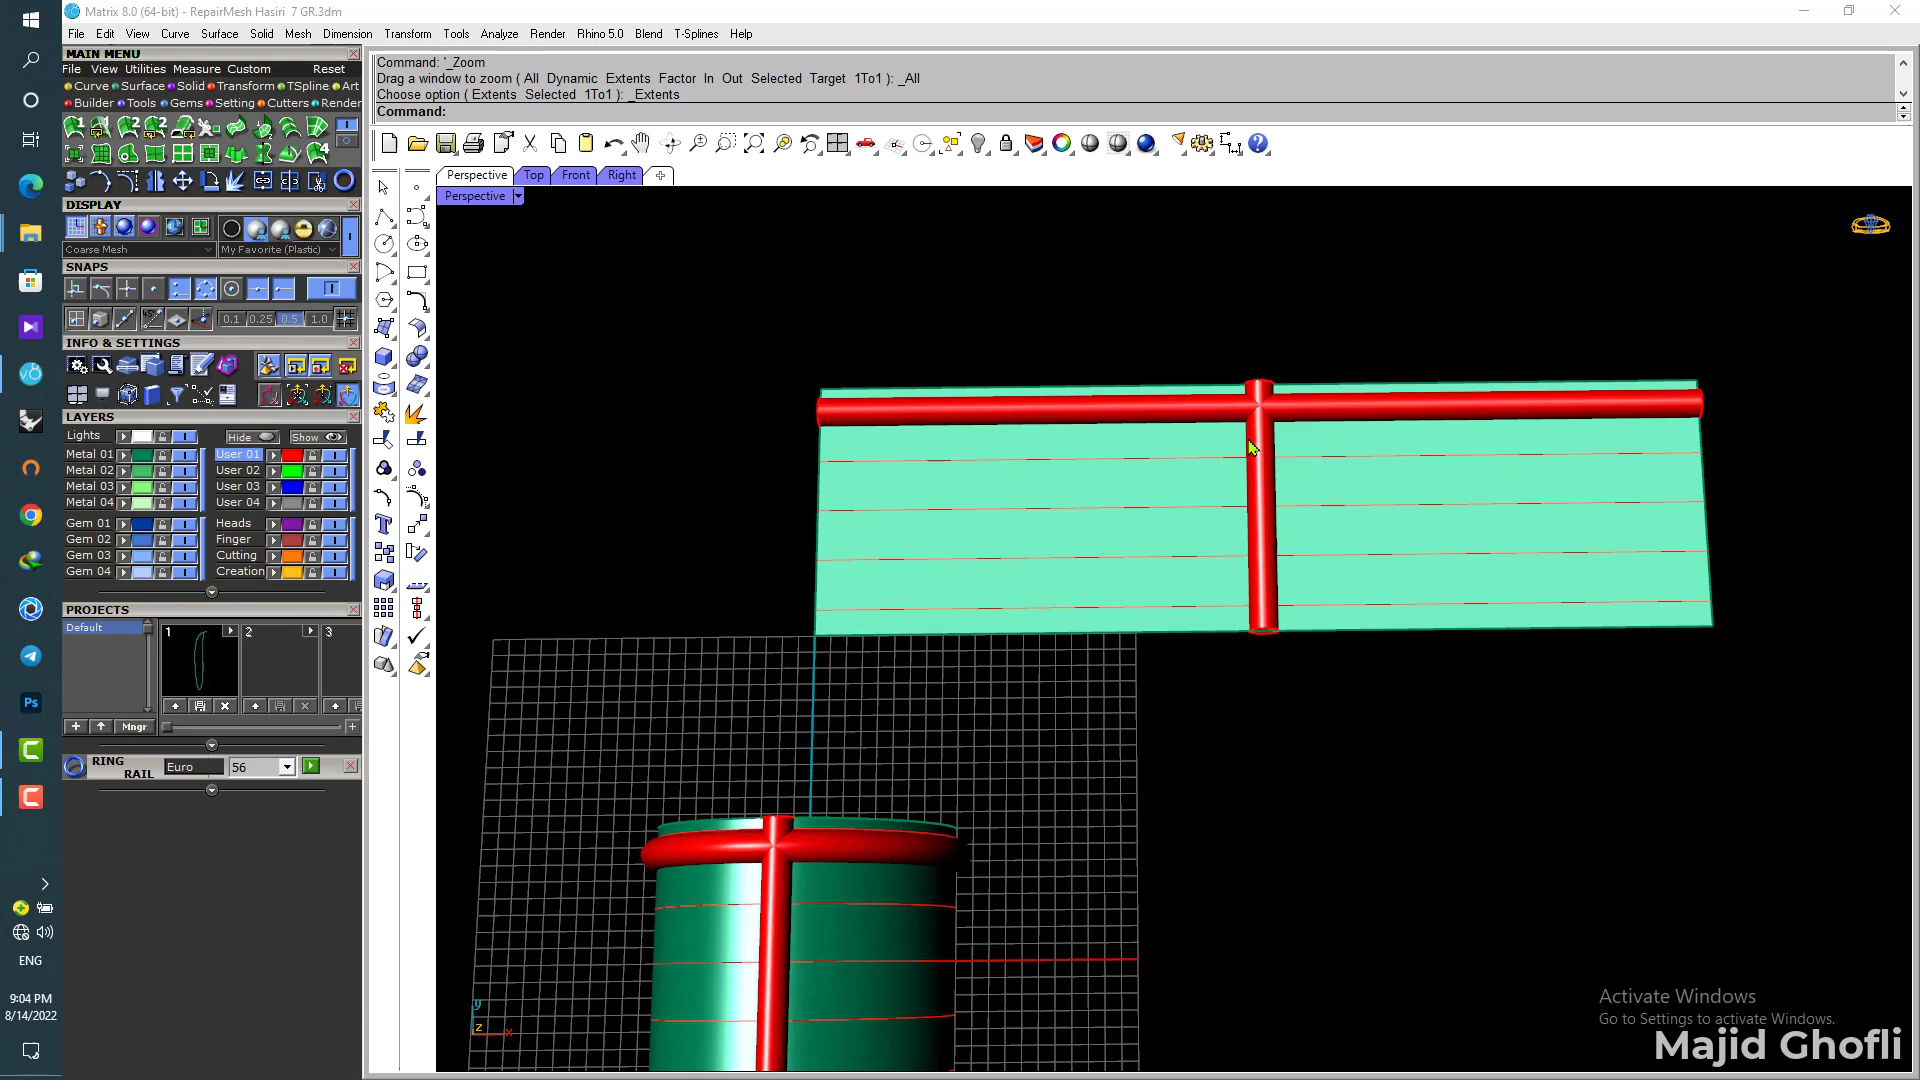 Matrix 8.0 (64-bit) - RepairMesh Hasiri  7 GR.3dm
File Edit View Curve Surface Solid Mesh Dimension Transform Tools Analyze Render Rhino 5.0 Blend T-Splines Help
MAIN MENU
File View Utilities Measure Custom Reset
Curve Surface Solid Transform TSpline Art
Builder Tools Gems Setting Cutters Render
Command: '_Zoom
Drag a window to zoom ( All Dynamic Extents Factor In Out Selected Target 1To1 ): _All
Choose option ( Extents Selected 1To1 ): _Extents
Command:
Perspective Top Front Right
Perspective
DISPLAY
Coarse Mesh My Favorite (Plastic)
SNAPS
0.1 0.25 0.5 1.0
INFO & SETTINGS
LAYERS
Lights Hide Show
Metal 01 User 01
Metal 02 User 02
Metal 03 User 03
Metal 04 User 04
Gem 01 Heads
Gem 02 Finger
Gem 03 Cutting
Gem 04 Creation
PROJECTS
Default 1 2 3
Mngr
RING RAIL Euro 56
ENG
9:04 PM
8/14/2022
y
z x
Activate Windows
Go to Settings to activate Windows.
Majid Ghofli